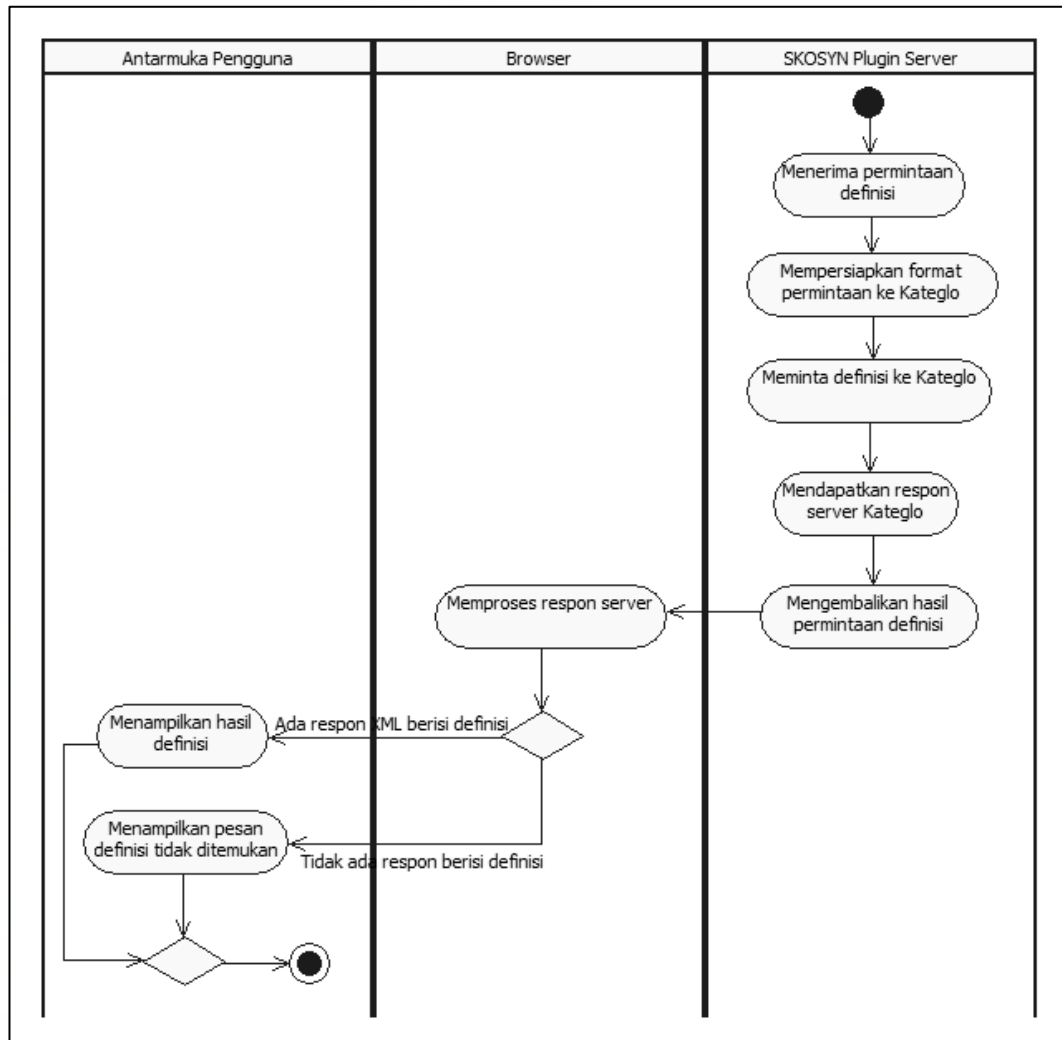 Antarmuka Pengguna
Browser
SKOSYN Plugin Server
Menerima permintaan
definisi
Mempersiapkan format
permintaan ke Kateglo
Meminta definisi ke Kateglo
Mendapatkan respon
server Kateglo
Mengembalikan hasil
permintaan definisi
Memproses respon server
Ada respon XML berisi definisi
Menampilkan hasil
definisi
Tidak ada respon berisi definisi
Menampilkan pesan
definisi tidak ditemukan